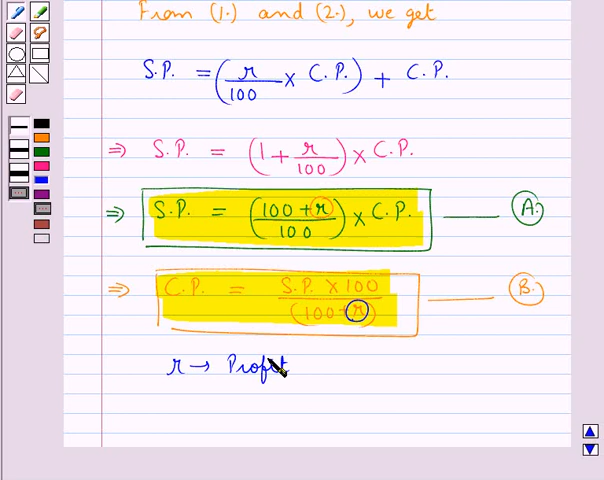 From (1.) and (2.), we get
S.P. = (r/100 × C.P.) + C.P.
⇒ S.P. = (1 + r/100) × C.P.
⇒ S.P. = ((100 + r)/100) × C.P. —— A.
⇒ C.P. = (S.P. × 100)/(100 + r) —— B.
r → Profit